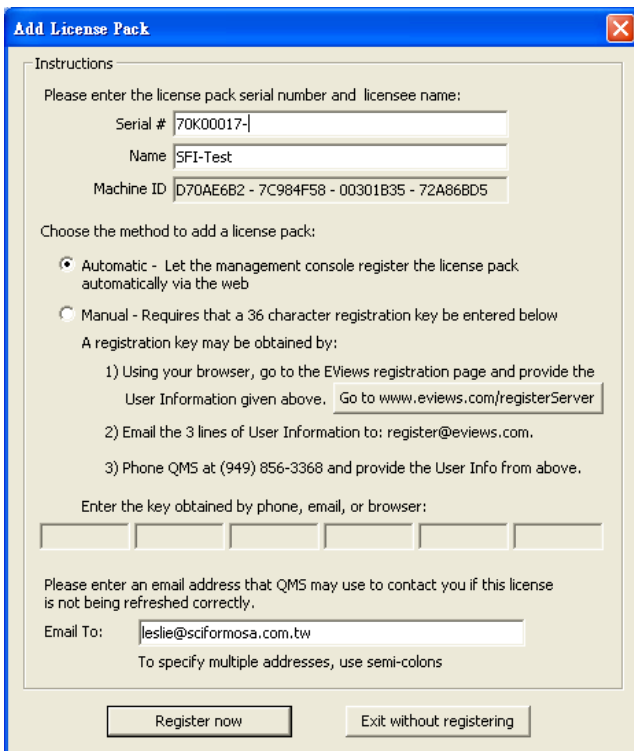 Add License Pack
Instructions
Please enter the license pack serial number and licensee name:
Serial # 70K00017-
Name SFI-Test
Machine ID D70AE6B2 - 7C984F58 - 00301B35 - 72A86BD5
Choose the method to add a license pack:
Automatic - Let the management console register the license pack
automatically via the web
Manual - Requires that a 36 character registration key be entered below
A registration key may be obtained by:
1) Using your browser, go to the EViews registration page and provide the
User Information given above. Go to www.eviews.com/registerServer
2) Email the 3 lines of User Information to: register@eviews.com.
3) Phone QMS at (949) 856-3368 and provide the User Info from above.
Enter the key obtained by phone, email, or browser:
Please enter an email address that QMS may use to contact you if this license
is not being refreshed correctly.
Email To: leslie@sciformosa.com.tw
To specify multiple addresses, use semi-colons
Register now Exit without registering